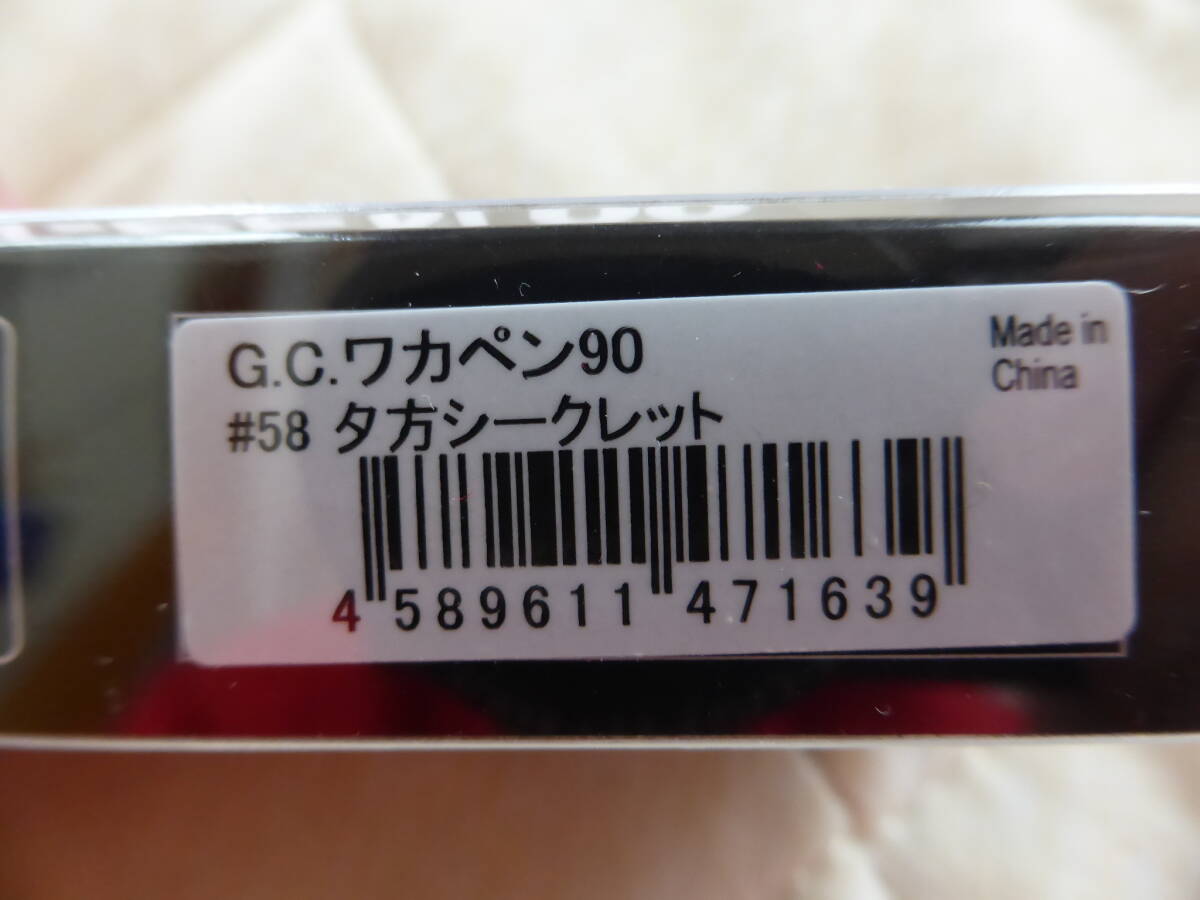 G.C.ワカペン90
Made in
China
#58 夕方シークレット
4 589611 471639